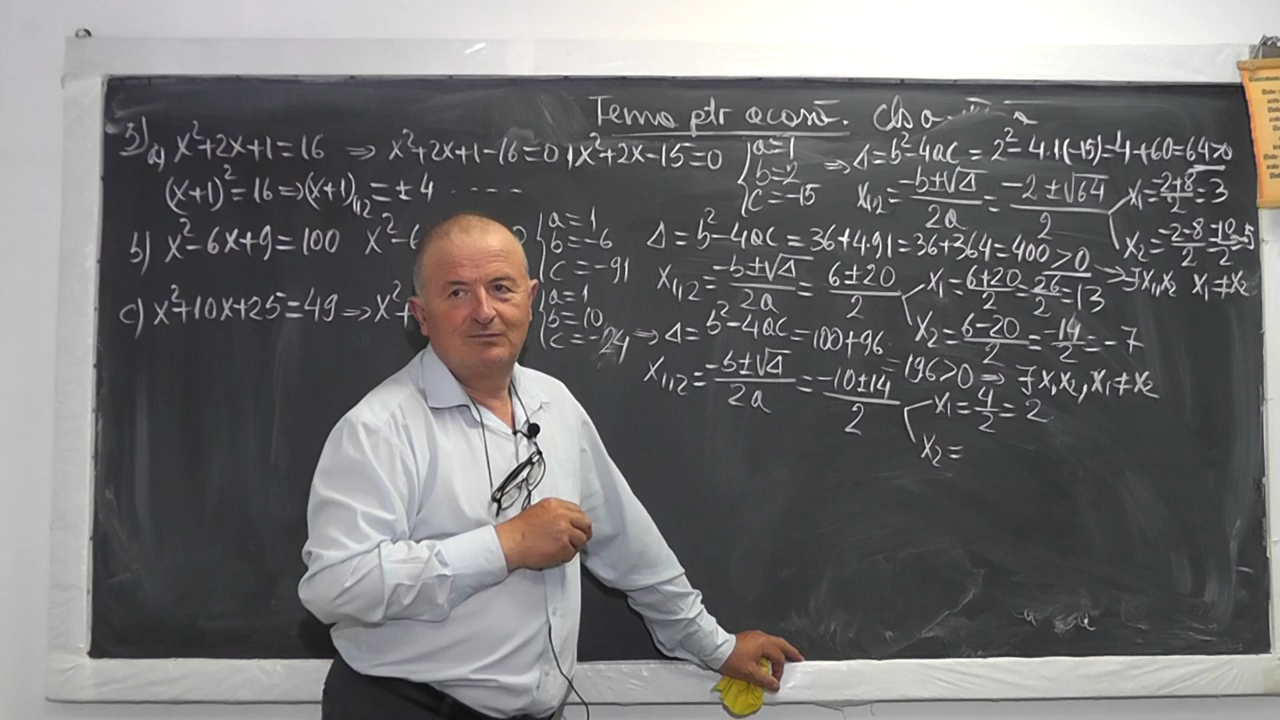 Tema ptr acasă.
3) a) x²+2x+1=16 ⇒ x²+2x+1-16=0, x²+2x-15=0 { a=1 b=2 c=-15 ⇒ Δ=b²-4ac=2²-4·1(-15)=4+60=64>0
(x+1)²=16⇒(x+1)₁,₂=±4 ----
x₁,₂=(-b±√Δ)/2a=(-2±√64)/2 x₁=(-2+8)/2=3
x₂=(-2-8)/2=-10/2=-5
b) x²-6x+9=100 x²-6 { a=1 b=-6 c=-91 Δ=b²-4ac=36+4·91=36+364=400>0 ⇒∃x₁,x₂ x₁≠x₂
x₁,₂=(-b±√Δ)/2a=(6±20)/2 x₁=(6+20)/2=26/2=13
x₂=(6-20)/2=-14/2=-7
c) x²+10x+25=49⇒x²+ { a=1 b=10 c=-24 ⇒Δ=b²-4ac=100+96
=196>0 ⇒ ∃x₁x₂, x₁≠x₂
x₁,₂=(-b±√Δ)/2a=(-10±14)/2 x₁=4/2=2
x₂=